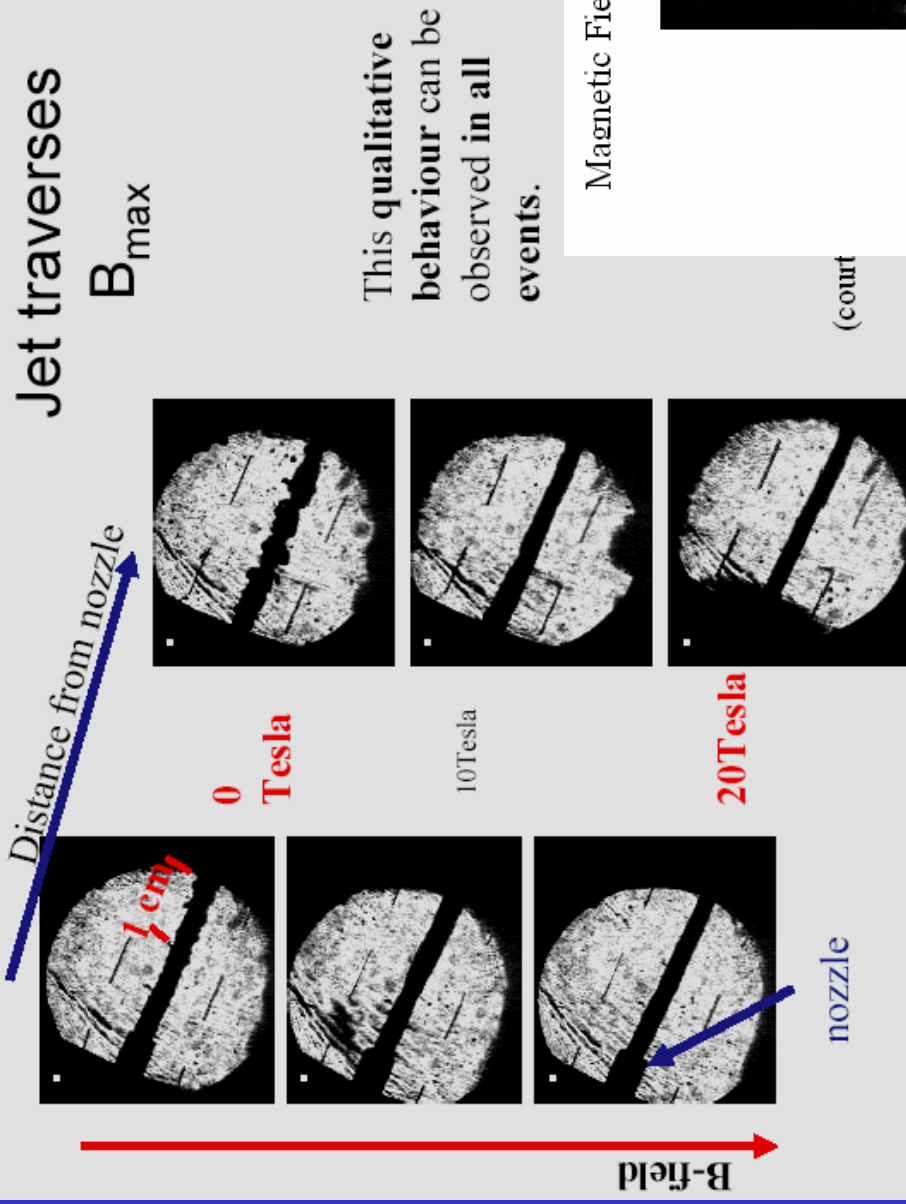 Jet traverses
Bmax
Distance from nozzle
1 cm
0
Tesla
10Tesla
20Tesla
This qualitative
behaviour can be
observed in all
events.
Magnetic Fie
(court
nozzle
B-field